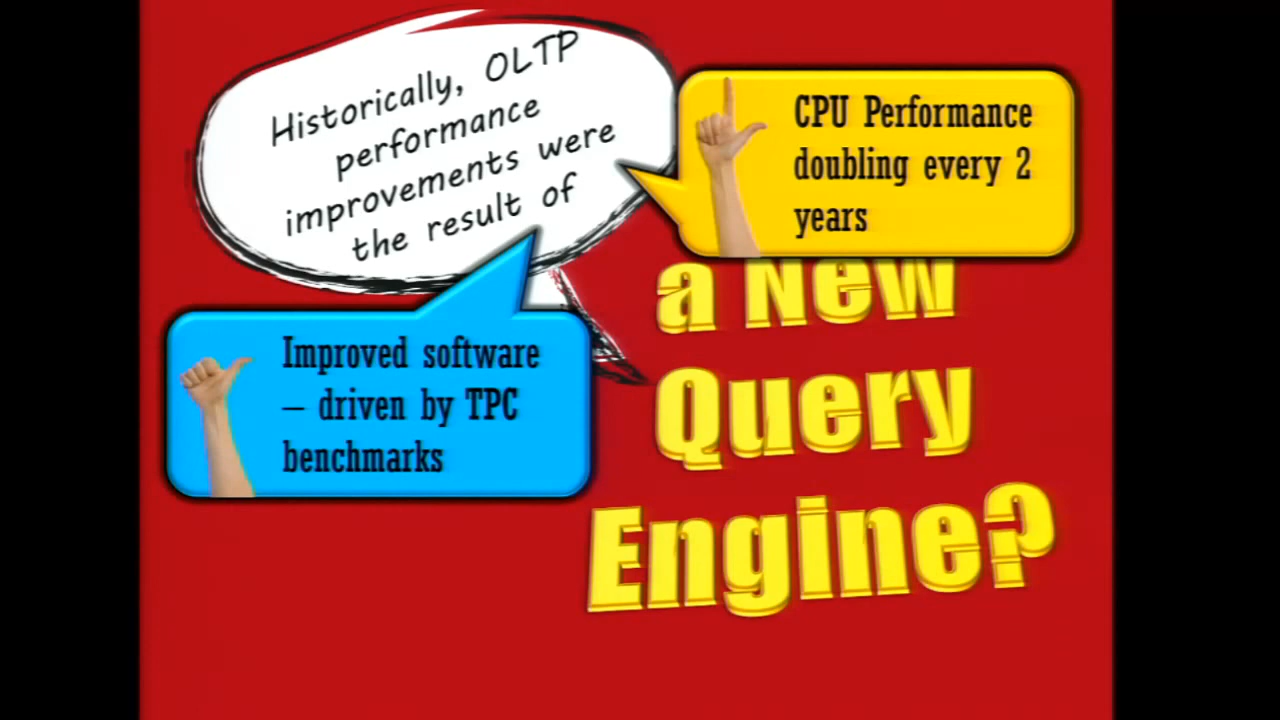 Historically, OLTP
performance
improvements were
the result of
CPU Performance
doubling every 2
years
Improved software
– driven by TPC
benchmarks
a New
Query
Engine?